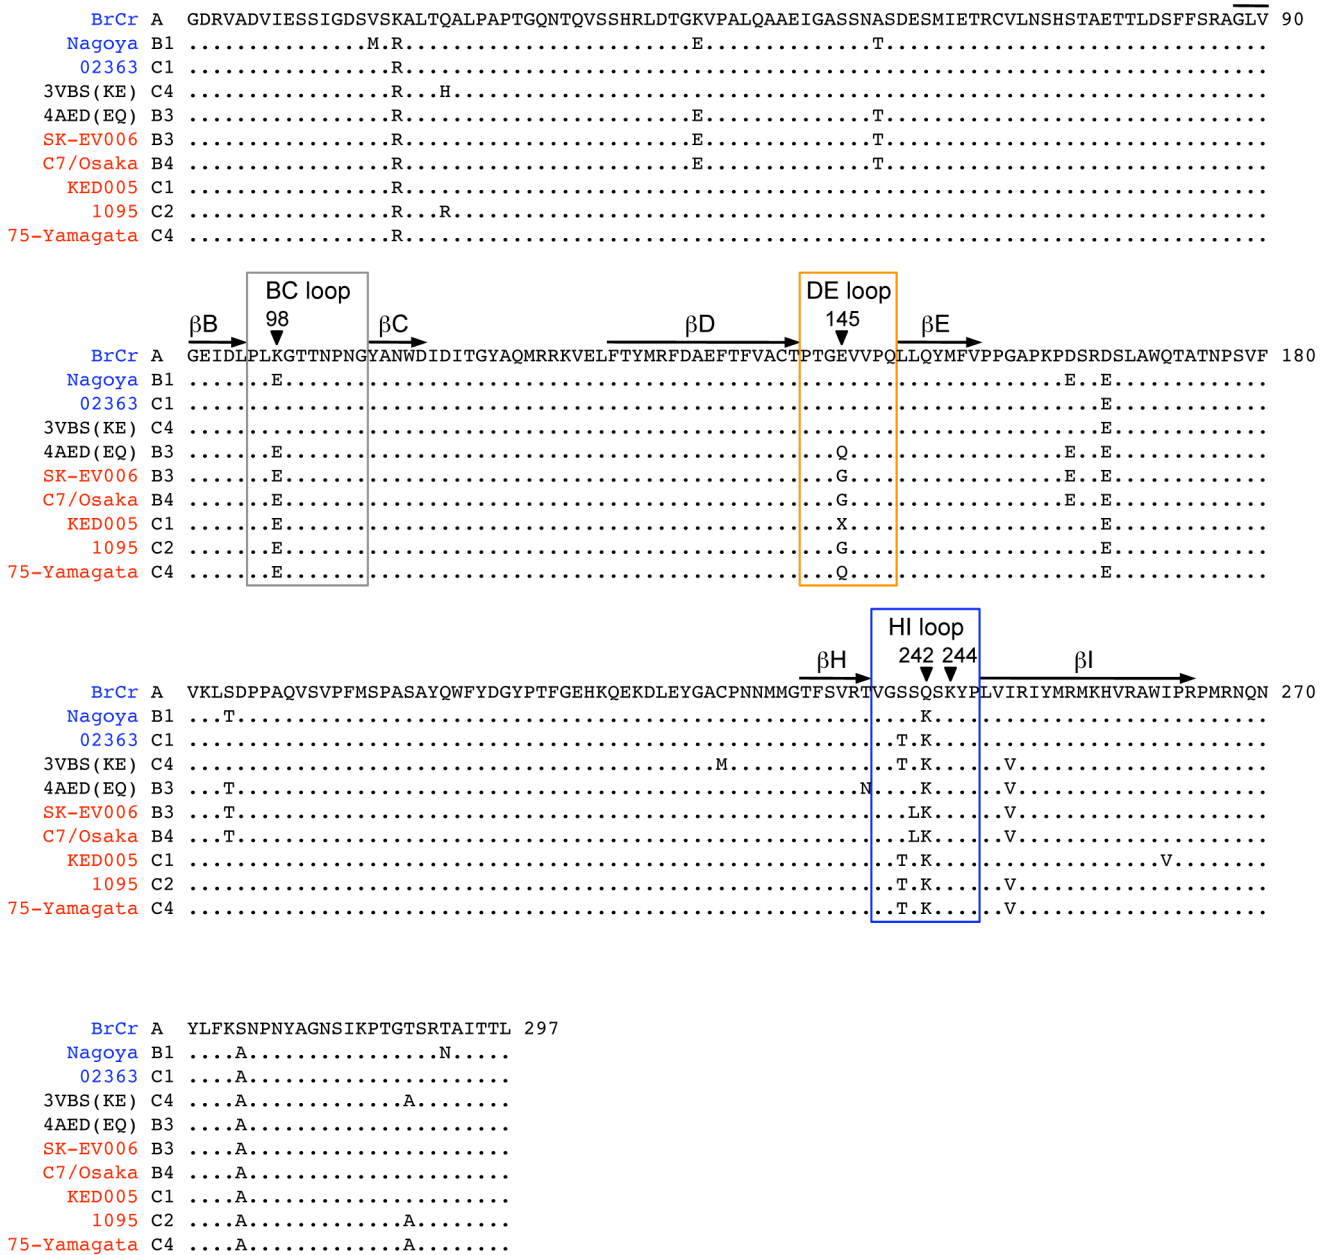 BrCr A GDRVADVIESSIGDSVSKALTQALPAPTGQNTQVSSHRLDTGKVPALQAAEIGASSNASDESMIETRCVLNSHSTAETTLDSFFSRAGLV 90
Nagoya B1 ...............M.R........................E..............T................................
02363 C1 .................R........................................................................
3VBS(KE) C4 .................R...H....................................................................
4AED(EQ) B3 .................R........................E..............T................................
SK-EV006 B3 .................R........................E..............T................................
C7/Osaka B4 .................R........................E..............T................................
KED005 C1 .................R........................................................................
1095 C2 .................R...R....................................................................
75-Yamagata C4 .................R........................................................................
BC loop DE loop
βB 98 βC βD 145 βE
BrCr A GEIDLPLKGTTNPNGYANWDIDITGYAQMRRKVELFTYMRFDAEFTFVACTPTGEVVPQLLQYMFVPPGAPKPDSRDSLAWQTATNPSVF 180
Nagoya B1 .......E.................................................................E..E.............
02363 C1 ............................................................................E.............
3VBS(KE) C4 ............................................................................E.............
4AED(EQ) B3 .......E..............................................Q..................E..E.............
SK-EV006 B3 .......E..............................................G..................E..E.............
C7/Osaka B4 .......E..............................................G..................E..E.............
KED005 C1 .......E..............................................X.....................E.............
1095 C2 .......E..............................................G.....................E.............
75-Yamagata C4 .......E..............................................Q.....................E.............
HI loop
βH 242 244 βI
BrCr A VKLSDPPAQVSVPFMSPASAYQWFYDGYPTFGEHKQEKDLEYGACPNNMMGTFSVRTVGSSQSKYPLVIRIYMRMKHVRAWIPRPMRNQN 270
Nagoya B1 ...T.........................................................K............................
02363 C1 ...........................................................T.K............................
3VBS(KE) C4 ............................................M..............T.K......V.....................
4AED(EQ) B3 ...T....................................................N....K......V.....................
SK-EV006 B3 ...T........................................................LK......V.....................
C7/Osaka B4 ...T........................................................LK......V.....................
KED005 C1 ...........................................................T.K...................V........
1095 C2 ...........................................................T.K......V.....................
75-Yamagata C4 ...........................................................T.K......V.....................
BrCr A YLFKSNPNYAGNSIKPTGTSRTAITTL 297
Nagoya B1 ....A................N.....
02363 C1 ....A......................
3VBS(KE) C4 ....A.............A........
4AED(EQ) B3 ....A......................
SK-EV006 B3 ....A......................
C7/Osaka B4 ....A......................
KED005 C1 ....A......................
1095 C2 ....A.............A........
75-Yamagata C4 ....A.............A........